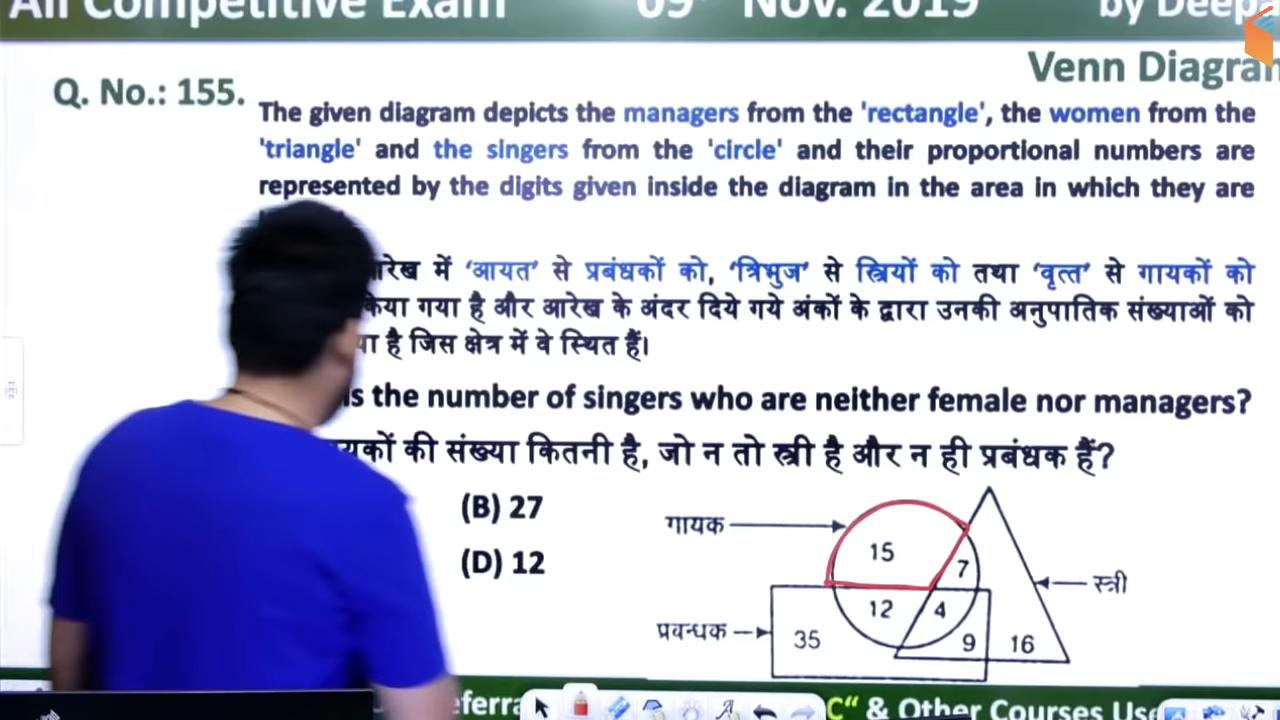 All Competitive Exam 09 Nov. 2019 by
Venn
Q. No.: 155.
The given diagram depicts the managers from the 'rectangle', the women from the
'triangle' and the singers from the 'circle' and their proportional numbers are
represented by the digits given inside the diagram in the area in which they are
में 'आयत' से प्रबंधकों को, 'त्रिभुज' से स्त्रियों को तथा 'वृत्त' से गायकों को
किया गया है और आरेख के अंदर दिये गये अंकों के द्वारा उनकी अनुपातिक संख्याओं को
है जिस क्षेत्र में वे स्थित हैं।
is the number of singers who are neither female nor managers?
की संख्या कितनी है, जो न तो स्त्री है और न ही प्रबंधक हैं?
(B) 27
(D) 12
गायक
15
7
स्त्री
12
4
प्रवन्धक
35
9
16
C“ & Other Courses